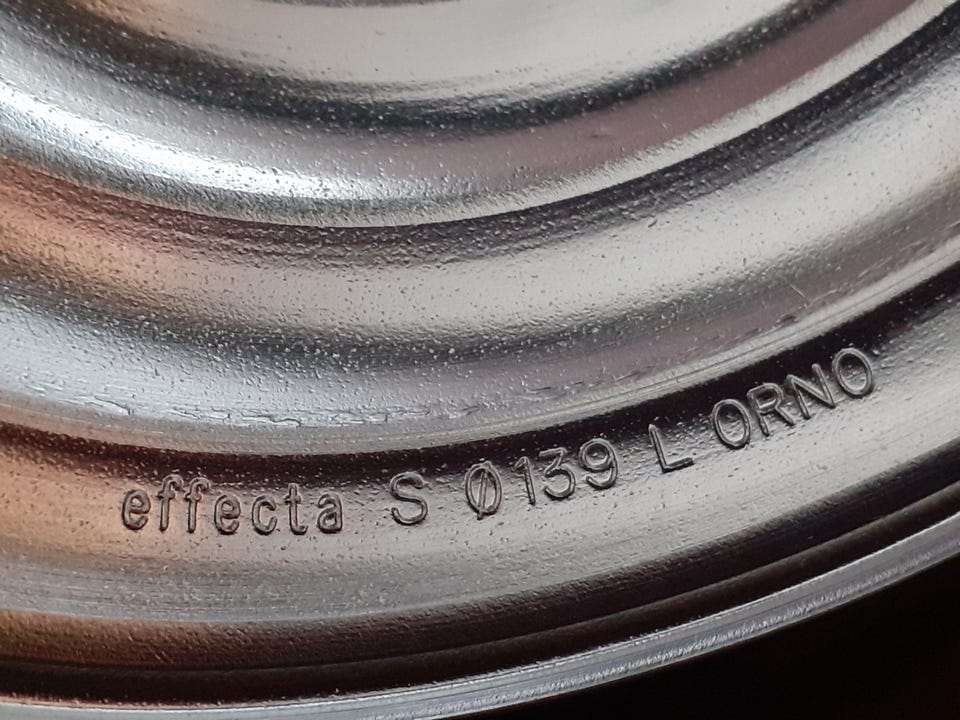 effecta S Ø139 L ORNO